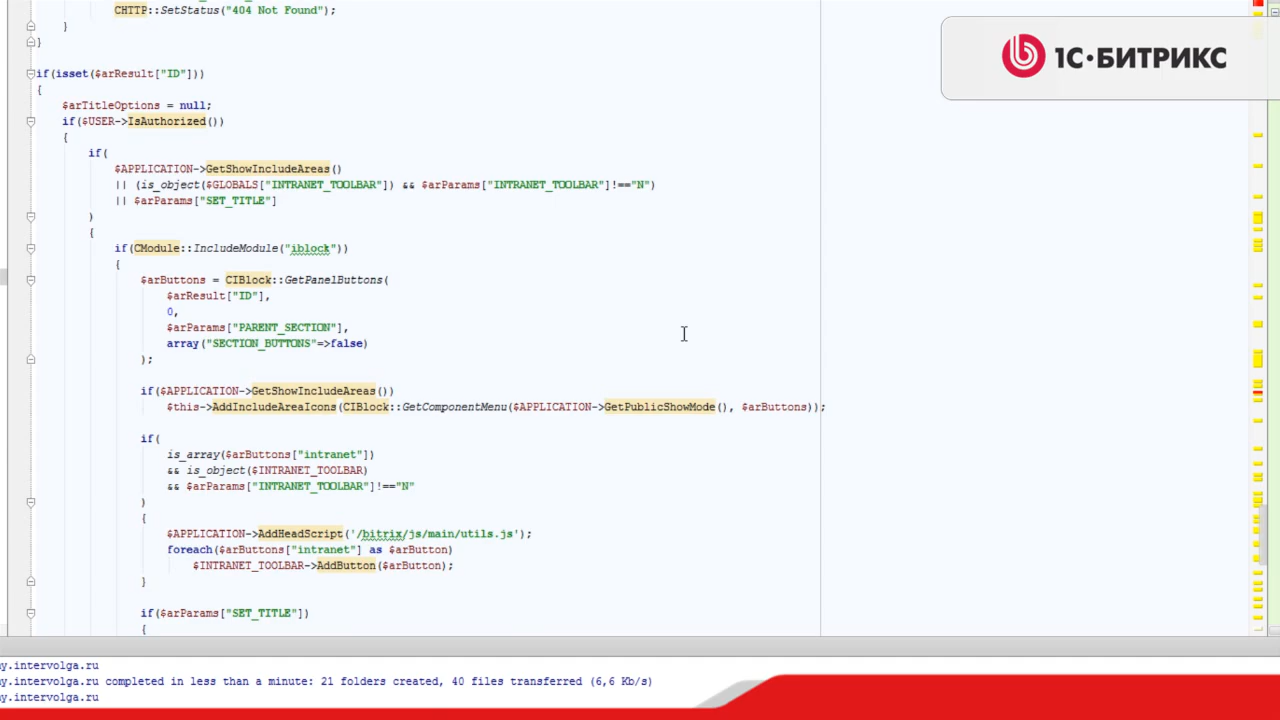 CHTTP::SetStatus("404 Not Found");
}
}
if(isset($arResult["ID"]))
{
$arTitleOptions = null;
if($USER->IsAuthorized())
{
if(
$APPLICATION->GetShowIncludeAreas()
|| (is_object($GLOBALS["INTRANET_TOOLBAR"]) && $arParams["INTRANET_TOOLBAR"]!=="N")
|| $arParams["SET_TITLE"]
)
{
if(CModule::IncludeModule("iblock"))
{
$arButtons = CIBlock::GetPanelButtons(
$arResult["ID"],
0,
$arParams["PARENT_SECTION"],
array("SECTION_BUTTONS"=>false)
);
if($APPLICATION->GetShowIncludeAreas())
$this->AddIncludeAreaIcons(CIBlock::GetComponentMenu($APPLICATION->GetPublicShowMode(), $arButtons));
if(
is_array($arButtons["intranet"])
&& is_object($INTRANET_TOOLBAR)
&& $arParams["INTRANET_TOOLBAR"]!=="N"
)
{
$APPLICATION->AddHeadScript('/bitrix/js/main/utils.js');
foreach($arButtons["intranet"] as $arButton)
$INTRANET_TOOLBAR->AddButton($arButton);
}
if($arParams["SET_TITLE"])
{
1С·БИТРИКС
y.intervolga.ru
y.intervolga.ru completed in less than a minute: 21 folders created, 40 files transferred (6,6 Kb/s)
y.intervolga.ru